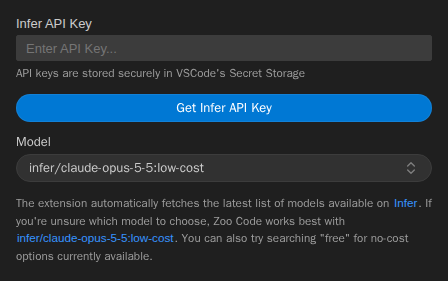 Infer API Key
Enter API Key...
API keys are stored securely in VSCode's Secret Storage
Get Infer API Key
Model
infer/claude-opus-5-5:low-cost
The extension automatically fetches the latest list of models available on Infer. If
you're unsure which model to choose, Zoo Code works best with
infer/claude-opus-5-5:low-cost. You can also try searching "free" for no-cost
options currently available.